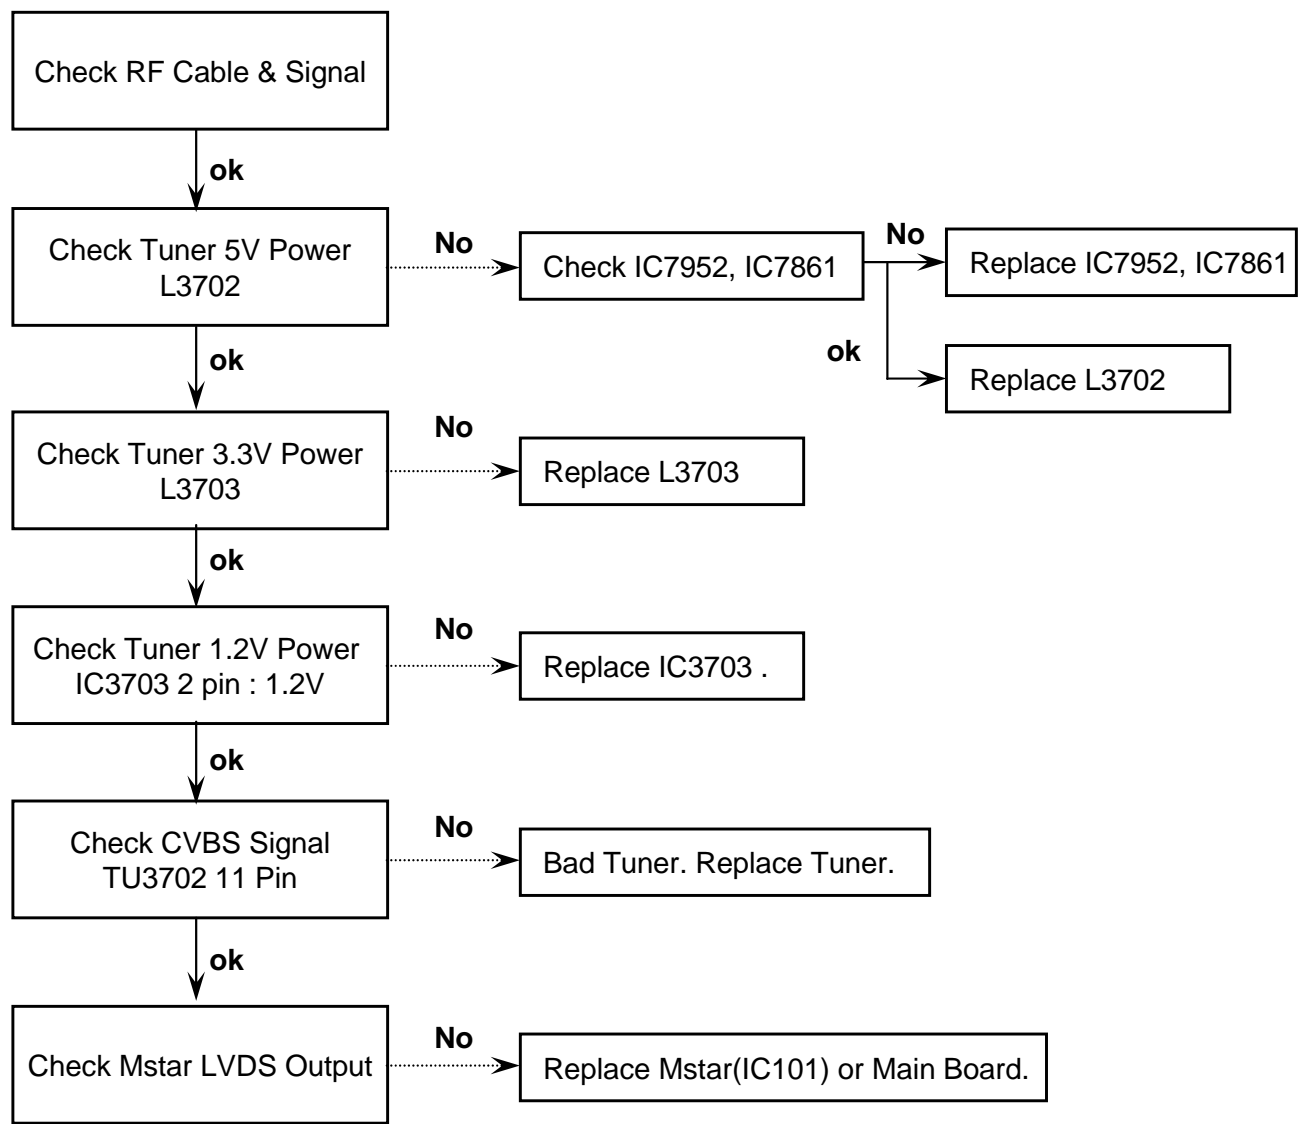 Check RF Cable & Signal
ok
Check Tuner 5V Power
L3702
No
Check IC7952, IC7861
No
Replace IC7952, IC7861
ok
Replace L3702
ok
Check Tuner 3.3V Power
L3703
No
Replace L3703
ok
Check Tuner 1.2V Power
IC3703 2 pin : 1.2V
No
Replace IC3703 .
ok
Check CVBS Signal
TU3702 11 Pin
No
Bad Tuner. Replace Tuner.
ok
Check Mstar LVDS Output
No
Replace Mstar(IC101) or Main Board.